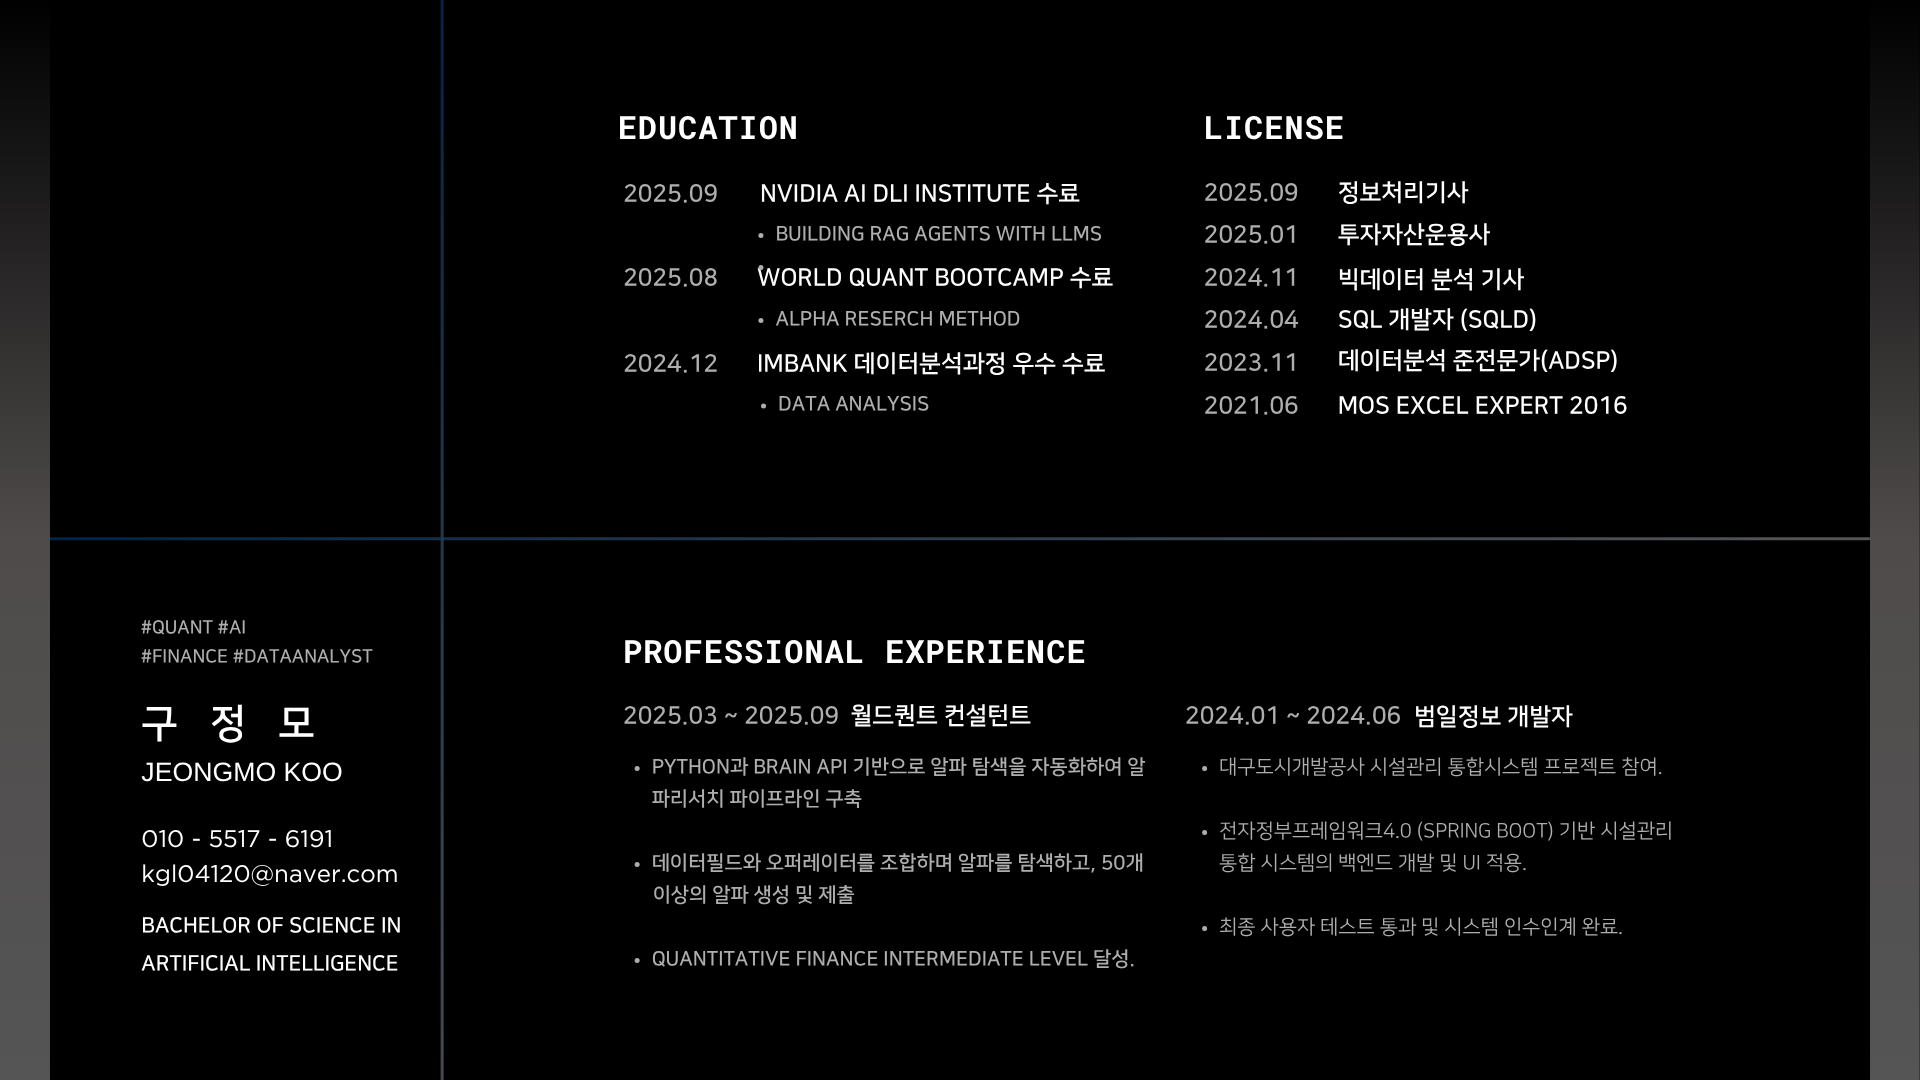 EDUCATION
2025.09 NVIDIA AI DLI INSTITUTE 수료
• BUILDING RAG AGENTS WITH LLMS
2025.08 WORLD QUANT BOOTCAMP 수료
• ALPHA RESERCH METHOD
2024.12 IMBANK 데이터분석과정 우수 수료
• DATA ANALYSIS
LICENSE
2025.09 정보처리기사
2025.01 투자자산운용사
2024.11 빅데이터 분석 기사
2024.04 SQL 개발자 (SQLD)
2023.11 데이터분석 준전문가(ADSP)
2021.06 MOS EXCEL EXPERT 2016
#QUANT #AI
#FINANCE #DATAANALYST
구 정 모
JEONGMO KOO
010 - 5517 - 6191
kgl04120@naver.com
BACHELOR OF SCIENCE IN
ARTIFICIAL INTELLIGENCE
PROFESSIONAL EXPERIENCE
2025.03 ~ 2025.09 월드퀀트 컨설턴트
• PYTHON과 BRAIN API 기반으로 알파 탐색을 자동화하여 알
파리서치 파이프라인 구축
• 데이터필드와 오퍼레이터를 조합하며 알파를 탐색하고, 50개
이상의 알파 생성 및 제출
• QUANTITATIVE FINANCE INTERMEDIATE LEVEL 달성.
2024.01 ~ 2024.06 범일정보 개발자
• 대구도시개발공사 시설관리 통합시스템 프로젝트 참여.
• 전자정부프레임워크4.0 (SPRING BOOT) 기반 시설관리
통합 시스템의 백엔드 개발 및 UI 적용.
• 최종 사용자 테스트 통과 및 시스템 인수인계 완료.